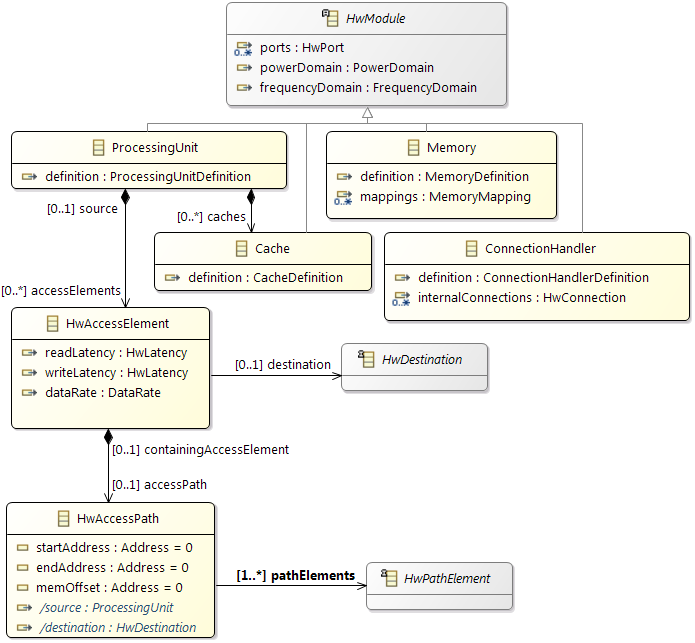 HwModule
ports : HwPort
0..*
powerDomain : PowerDomain
frequencyDomain : FrequencyDomain
ProcessingUnit
definition : ProcessingUnitDefinition
Memory
definition : MemoryDefinition
mappings : MemoryMapping
0..*
[0..1] source
[0..*] caches
Cache
definition : CacheDefinition
ConnectionHandler
definition : ConnectionHandlerDefinition
internalConnections : HwConnection
0..*
[0..*] accessElements
HwAccessElement
readLatency : HwLatency
writeLatency : HwLatency
dataRate : DataRate
[0..1] destination
HwDestination
[0..1] containingAccessElement
[0..1] accessPath
HwAccessPath
startAddress : Address = 0
endAddress : Address = 0
memOffset : Address = 0
/source : ProcessingUnit
/destination : HwDestination
[1..*] pathElements
HwPathElement